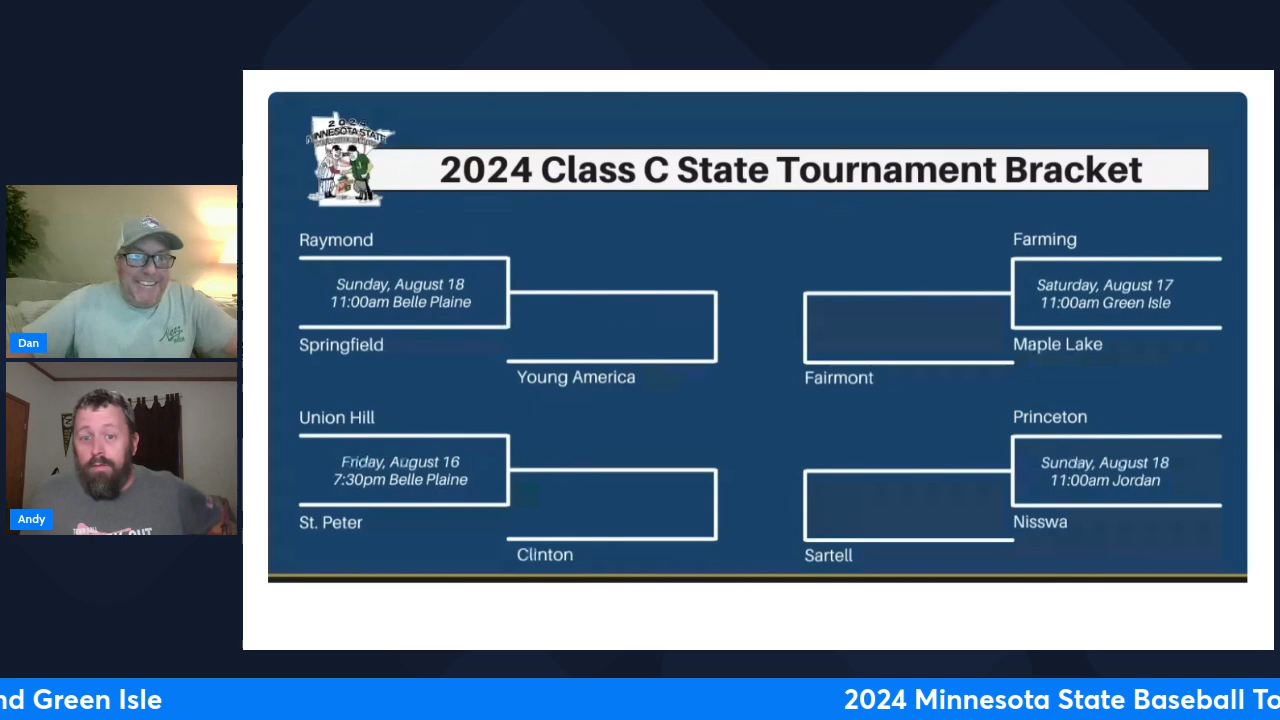 2024
MINNESOTA STATE
2024 Class C State Tournament Bracket
Raymond
Sunday, August 18
11:00am Belle Plaine
Springfield
Young America
Union Hill
Friday, August 16
7:30pm Belle Plaine
St. Peter
Clinton
Farming
Saturday, August 17
11:00am Green Isle
Maple Lake
Fairmont
Princeton
Sunday, August 18
11:00am Jordan
Nisswa
Sartell
Dan
Andy
nd Green Isle
2024 Minnesota State Baseball To